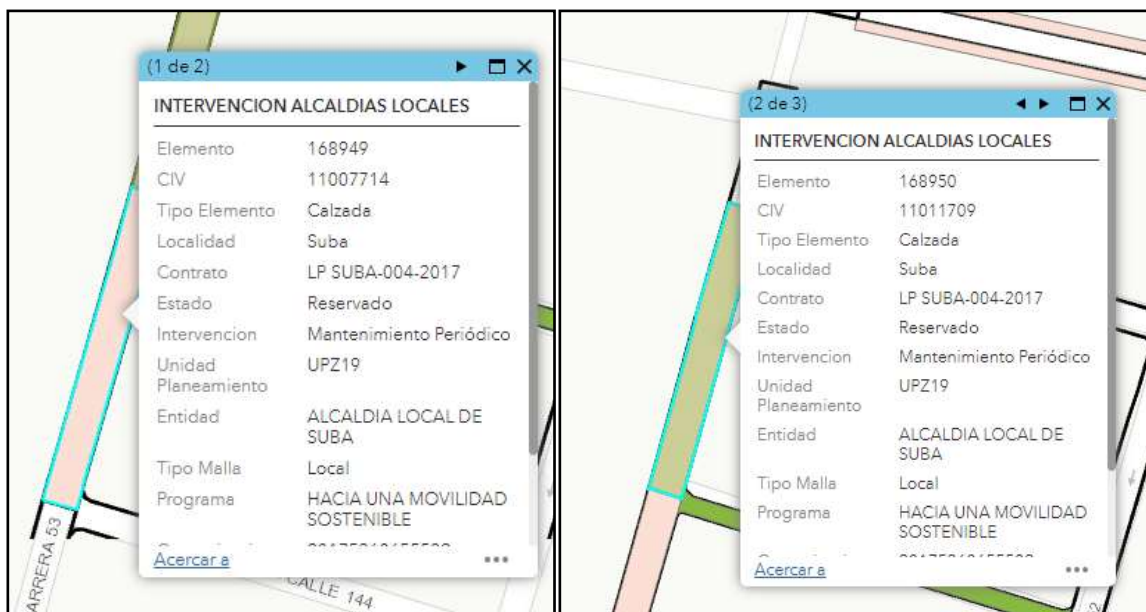 (1 de 2)
INTERVENCION ALCALDIAS LOCALES
Elemento 168949
CIV 11007714
Tipo Elemento Calzada
Localidad Suba
Contrato LP SUBA-004-2017
Estado Reservado
Intervencion Mantenimiento Periódico
Unidad Planeamiento UPZ19
Entidad ALCALDIA LOCAL DE
SUBA
Tipo Malla Local
Programa HACIA UNA MOVILIDAD
SOSTENIBLE
Acercar a
ARRERA 53
CALLE 144
(2 de 3)
INTERVENCION ALCALDIAS LOCALES
Elemento 168950
CIV 11011709
Tipo Elemento Calzada
Localidad Suba
Contrato LP SUBA-004-2017
Estado Reservado
Intervencion Mantenimiento Periódico
Unidad Planeamiento UPZ19
Entidad ALCALDIA LOCAL DE
SUBA
Tipo Malla Local
Programa HACIA UNA MOVILIDAD
SOSTENIBLE
Acercar a